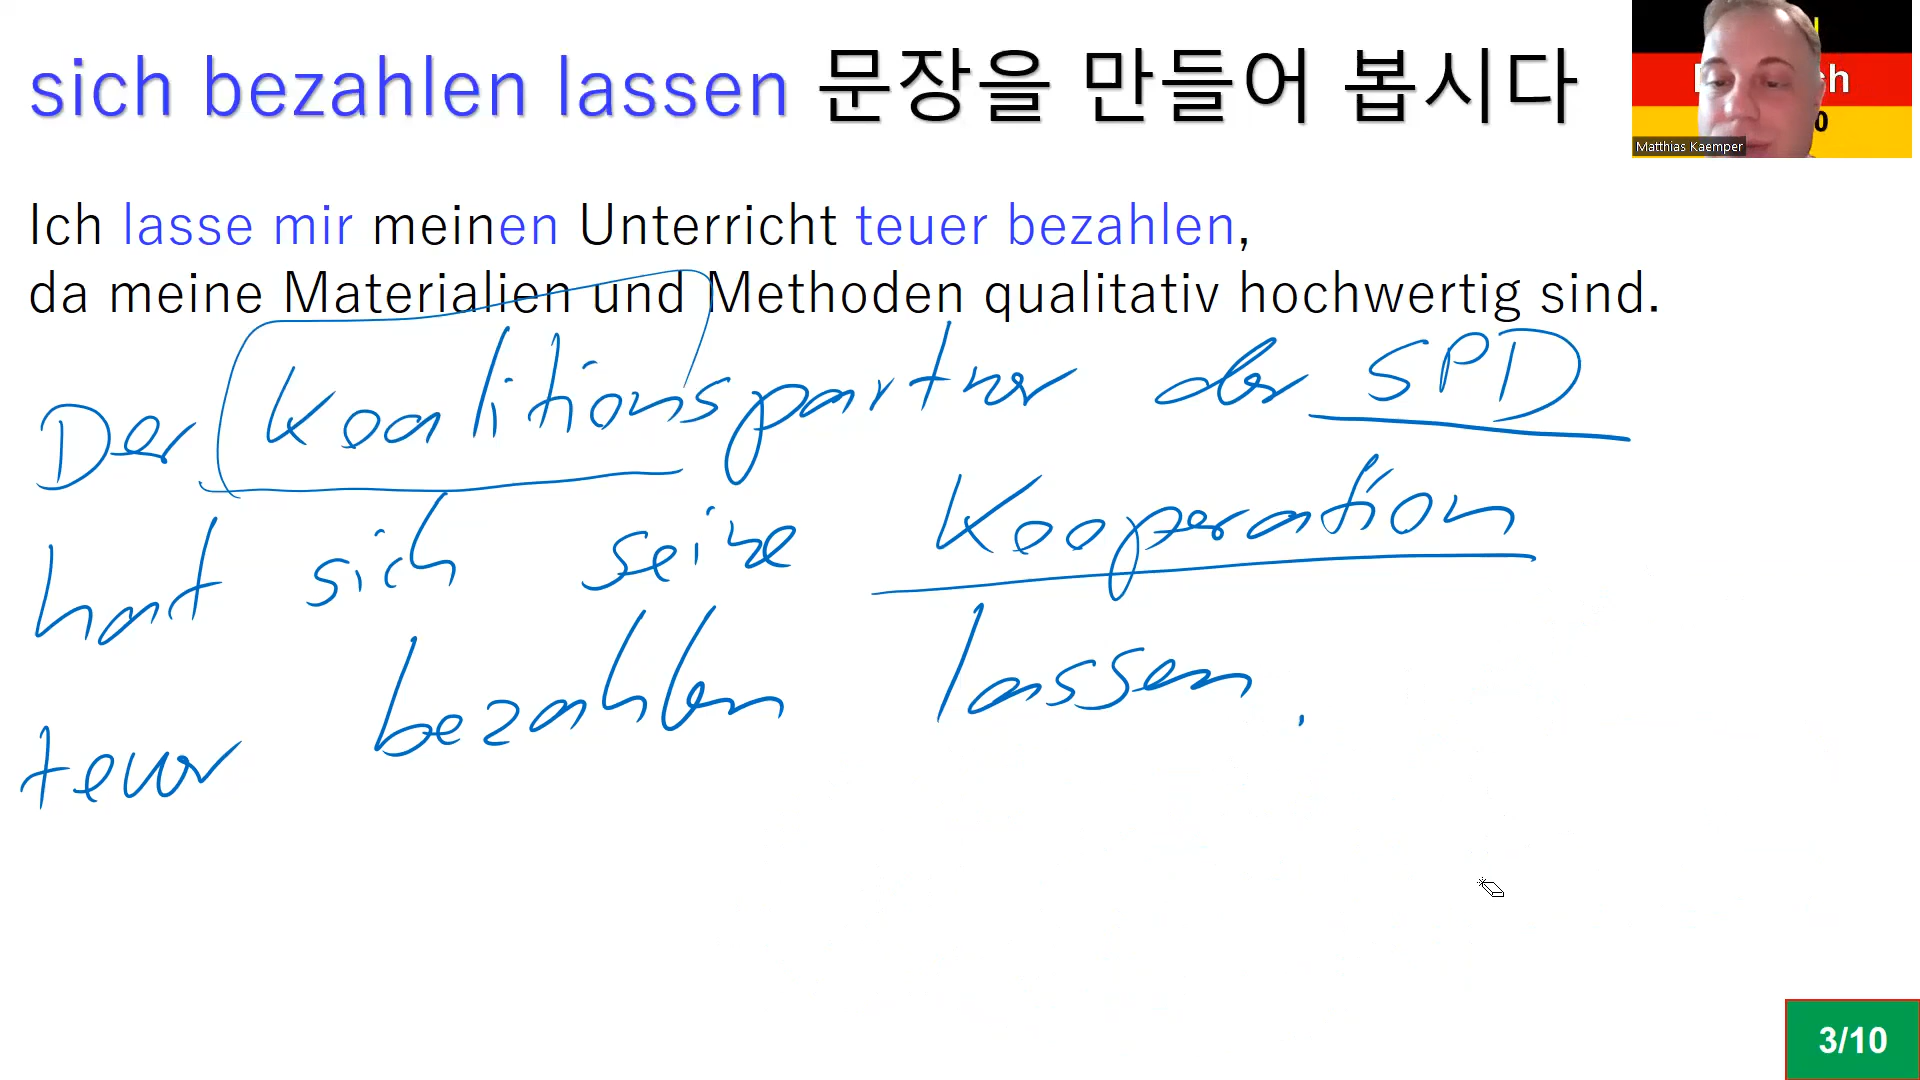 sich bezahlen lassen 문장을 만들어 봅시다
Matthias Kaemper
Ich lasse mir meinen Unterricht teuer bezahlen,
da meine Materialien und Methoden qualitativ hochwertig sind.
Der Koalitionspartner der SPD
hat sich seine Kooperation
teuer bezahlen lassen.
3/10